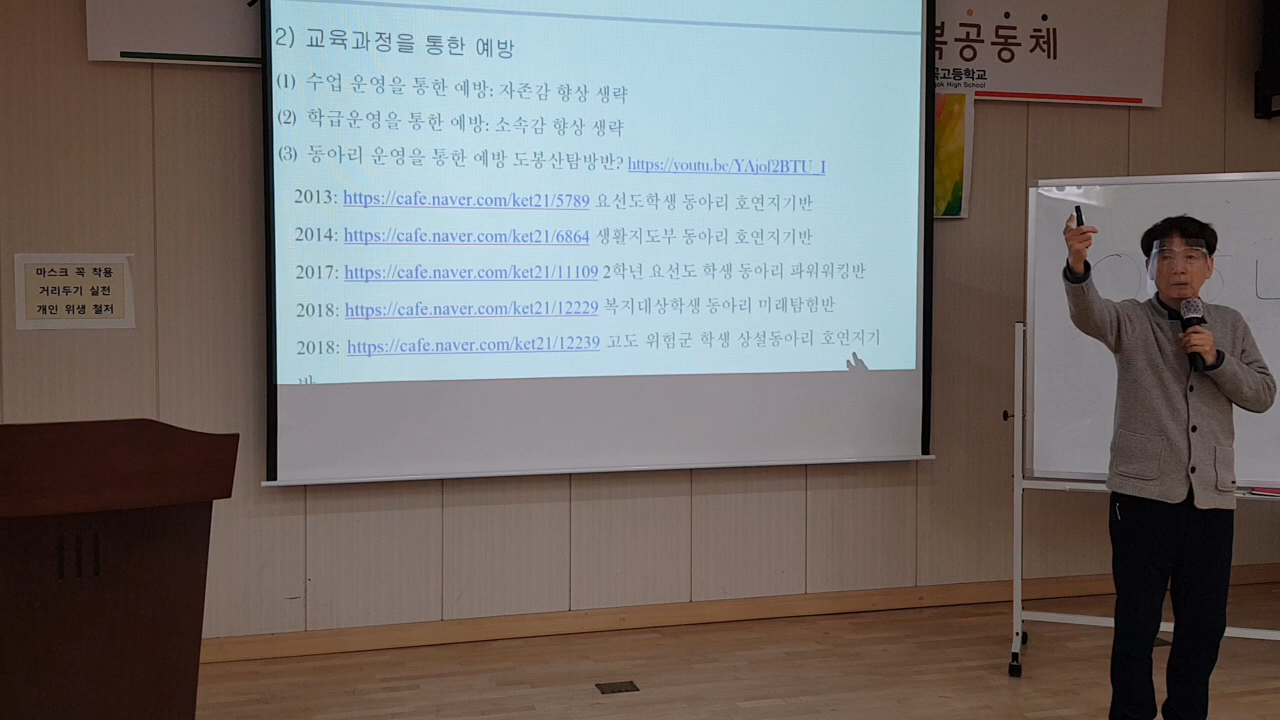 2) 교육과정을 통한 예방
(1) 수업 운영을 통한 예방: 자존감 향상 생략
(2) 학급운영을 통한 예방: 소속감 향상 생략
(3) 동아리 운영을 통한 예방 도봉산탐방반? https://youtu.be/YAjof2BTU_I
2013: https://cafe.naver.com/ket21/5789 요선도학생 동아리 호연지기반
2014: https://cafe.naver.com/ket21/6864 생활지도부 동아리 호연지기반
2017: https://cafe.naver.com/ket21/11109 2학년 요선도 학생 동아리 파워워킹반
2018: https://cafe.naver.com/ket21/12229 복지대상학생 동아리 미래탐험반
2018: https://cafe.naver.com/ket21/12239 고도 위험군 학생 상설동아리 호연지기
복공동체
고등학교
High School
마스크 꼭 착용
거리두기 실천
개인 위생 철저